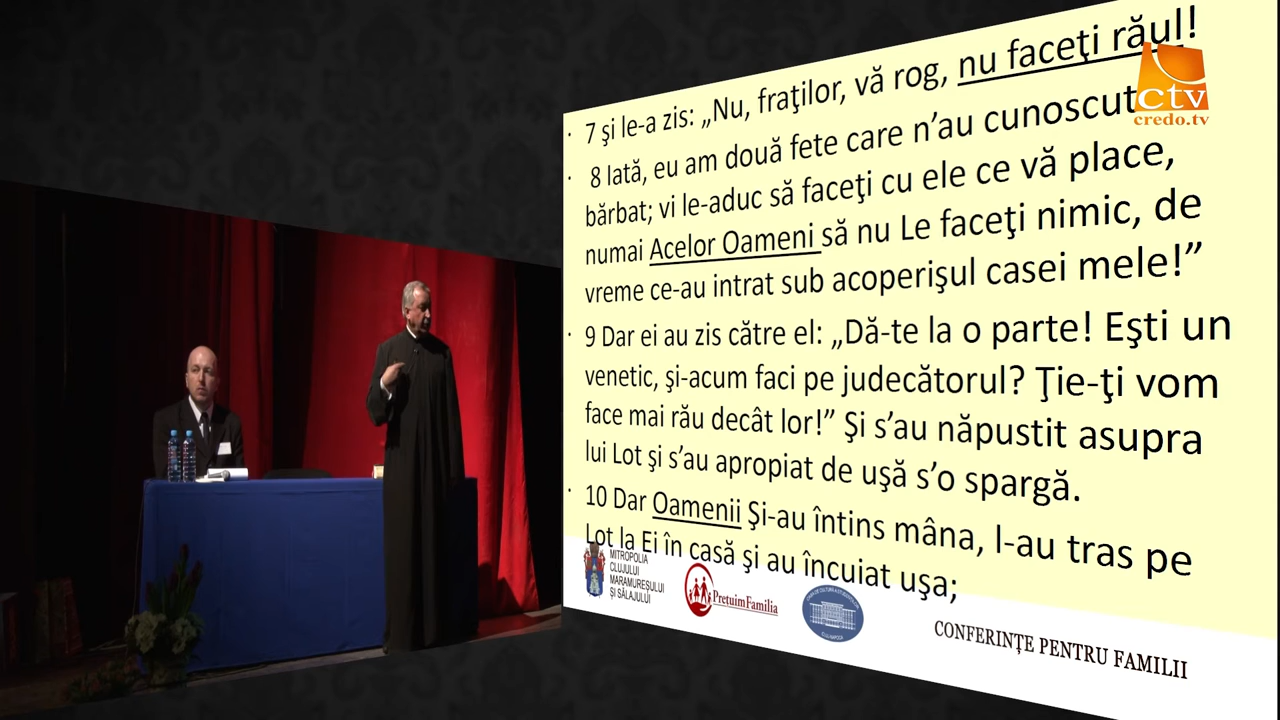 7 şi le-a zis: „Nu, fraţilor, vă rog, nu faceţi răul!
8 Iată, eu am două fete care n’au cunoscut
bărbat; vi le-aduc să faceţi cu ele ce vă place,
numai Acelor Oameni să nu Le faceţi nimic, de
vreme ce-au intrat sub acoperişul casei mele!”
9 Dar ei au zis către el: „Dă-te la o parte! Eşti un
venetic, şi-acum faci pe judecătorul? Ţie-ţi vom
face mai rău decât lor!” Şi s’au năpustit asupra
lui Lot şi s’au apropiat de uşă s’o spargă.
10 Dar Oamenii Şi-au întins mâna, l-au tras pe
Lot la Ei în casă şi au încuiat uşa;
ctv
credo.tv
MITROPOLIA
CLUJULUI
MARAMUREŞULUI
ŞI SĂLAJULUI
PretuimFamilia
CONFERINŢE PENTRU FAMILII